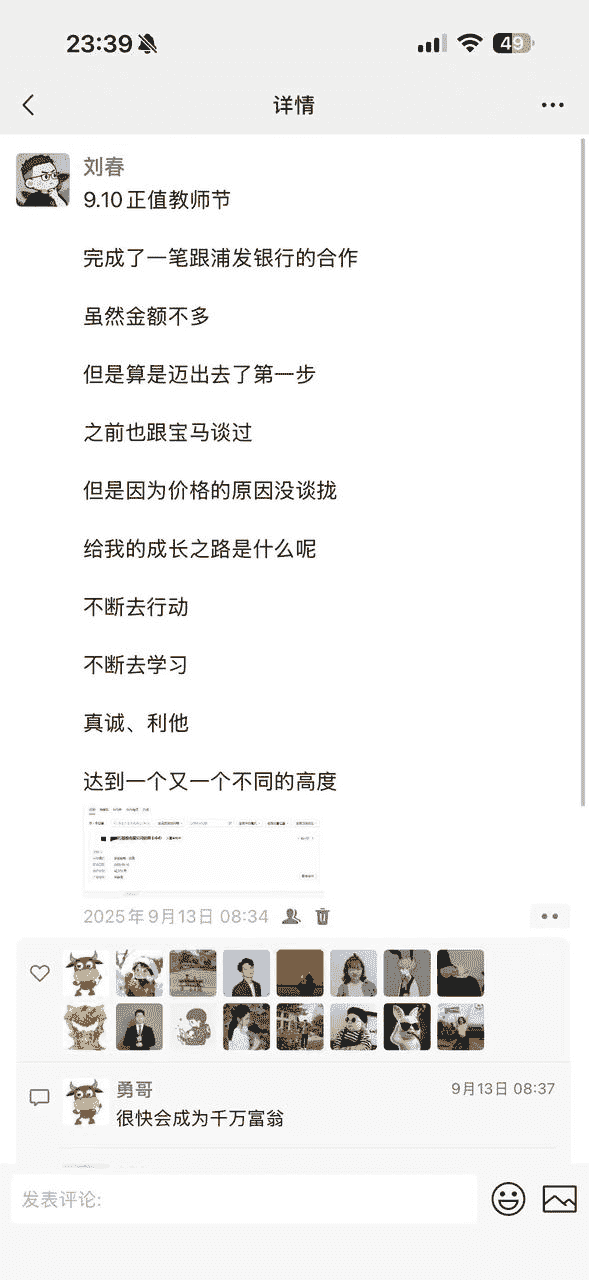 23:39
49
详情
刘春
9.10正值教师节
完成了一笔跟浦发银行的合作
虽然金额不多
但是算是迈出去了第一步
之前也跟宝马谈过
但是因为价格的原因没谈拢
给我的成长之路是什么呢
不断去行动
不断去学习
真诚、利他
达到一个又一个不同的高度
2025年9月13日 08:34
勇哥
9月13日 08:37
很快会成为千万富翁
发表评论: